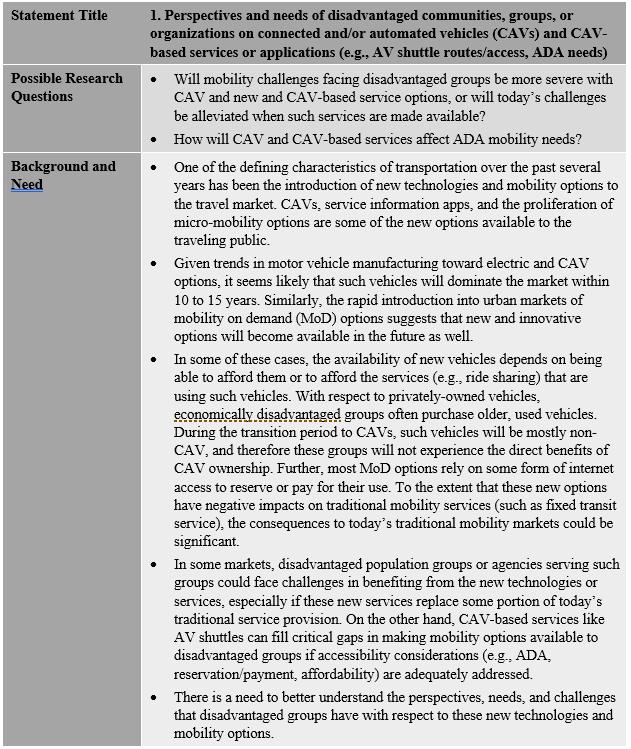 Statement Title
1. Perspectives and needs of disadvantaged communities, groups, or
organizations on connected and/or automated vehicles (CAVs) and CAV-
based services or applications (e.g., AV shuttle routes/access, ADA needs)
Possible Research
Questions
• Will mobility challenges facing disadvantaged groups be more severe with
CAV and new and CAV-based service options, or will today’s challenges
be alleviated when such services are made available?
• How will CAV and CAV-based services affect ADA mobility needs?
Background and
Need
• One of the defining characteristics of transportation over the past several
years has been the introduction of new technologies and mobility options to
the travel market. CAVs, service information apps, and the proliferation of
micro-mobility options are some of the new options available to the
traveling public.
• Given trends in motor vehicle manufacturing toward electric and CAV
options, it seems likely that such vehicles will dominate the market within
10 to 15 years. Similarly, the rapid introduction into urban markets of
mobility on demand (MoD) options suggests that new and innovative
options will become available in the future as well.
• In some of these cases, the availability of new vehicles depends on being
able to afford them or to afford the services (e.g., ride sharing) that are
using such vehicles. With respect to privately-owned vehicles,
economically disadvantaged groups often purchase older, used vehicles.
During the transition period to CAVs, such vehicles will be mostly non-
CAV, and therefore these groups will not experience the direct benefits of
CAV ownership. Further, most MoD options rely on some form of internet
access to reserve or pay for their use. To the extent that these new options
have negative impacts on traditional mobility services (such as fixed transit
service), the consequences to today’s traditional mobility markets could be
significant.
• In some markets, disadvantaged population groups or agencies serving such
groups could face challenges in benefiting from the new technologies or
services, especially if these new services replace some portion of today’s
traditional service provision. On the other hand, CAV-based services like
AV shuttles can fill critical gaps in making mobility options available to
disadvantaged groups if accessibility considerations (e.g., ADA,
reservation/payment, affordability) are adequately addressed.
• There is a need to better understand the perspectives, needs, and challenges
that disadvantaged groups have with respect to these new technologies and
mobility options.